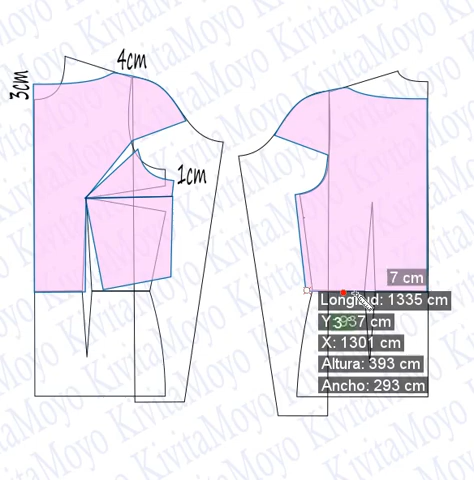 4cm
3cm
1cm
7 cm
Longitud: 1335 cm
X: 1301 cm
Altura: 393 cm
Ancho: 293 cm
KivitaMoyo